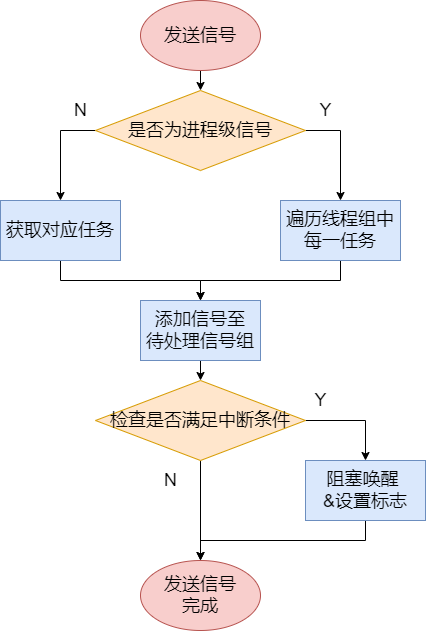 发送信号
N
Y
是否为进程级信号
获取对应任务
遍历线程组中
每一任务
添加信号至
待处理信号组
检查是否满足中断条件
Y
N
阻塞唤醒
&设置标志
发送信号
完成